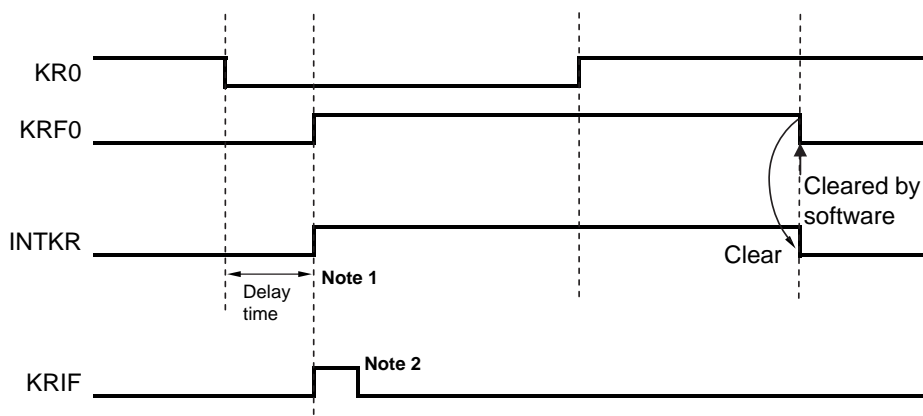 KR0
KRF0
Cleared by
software
INTKR
Clear
Note 1
Delay
time
Note 2
KRIF